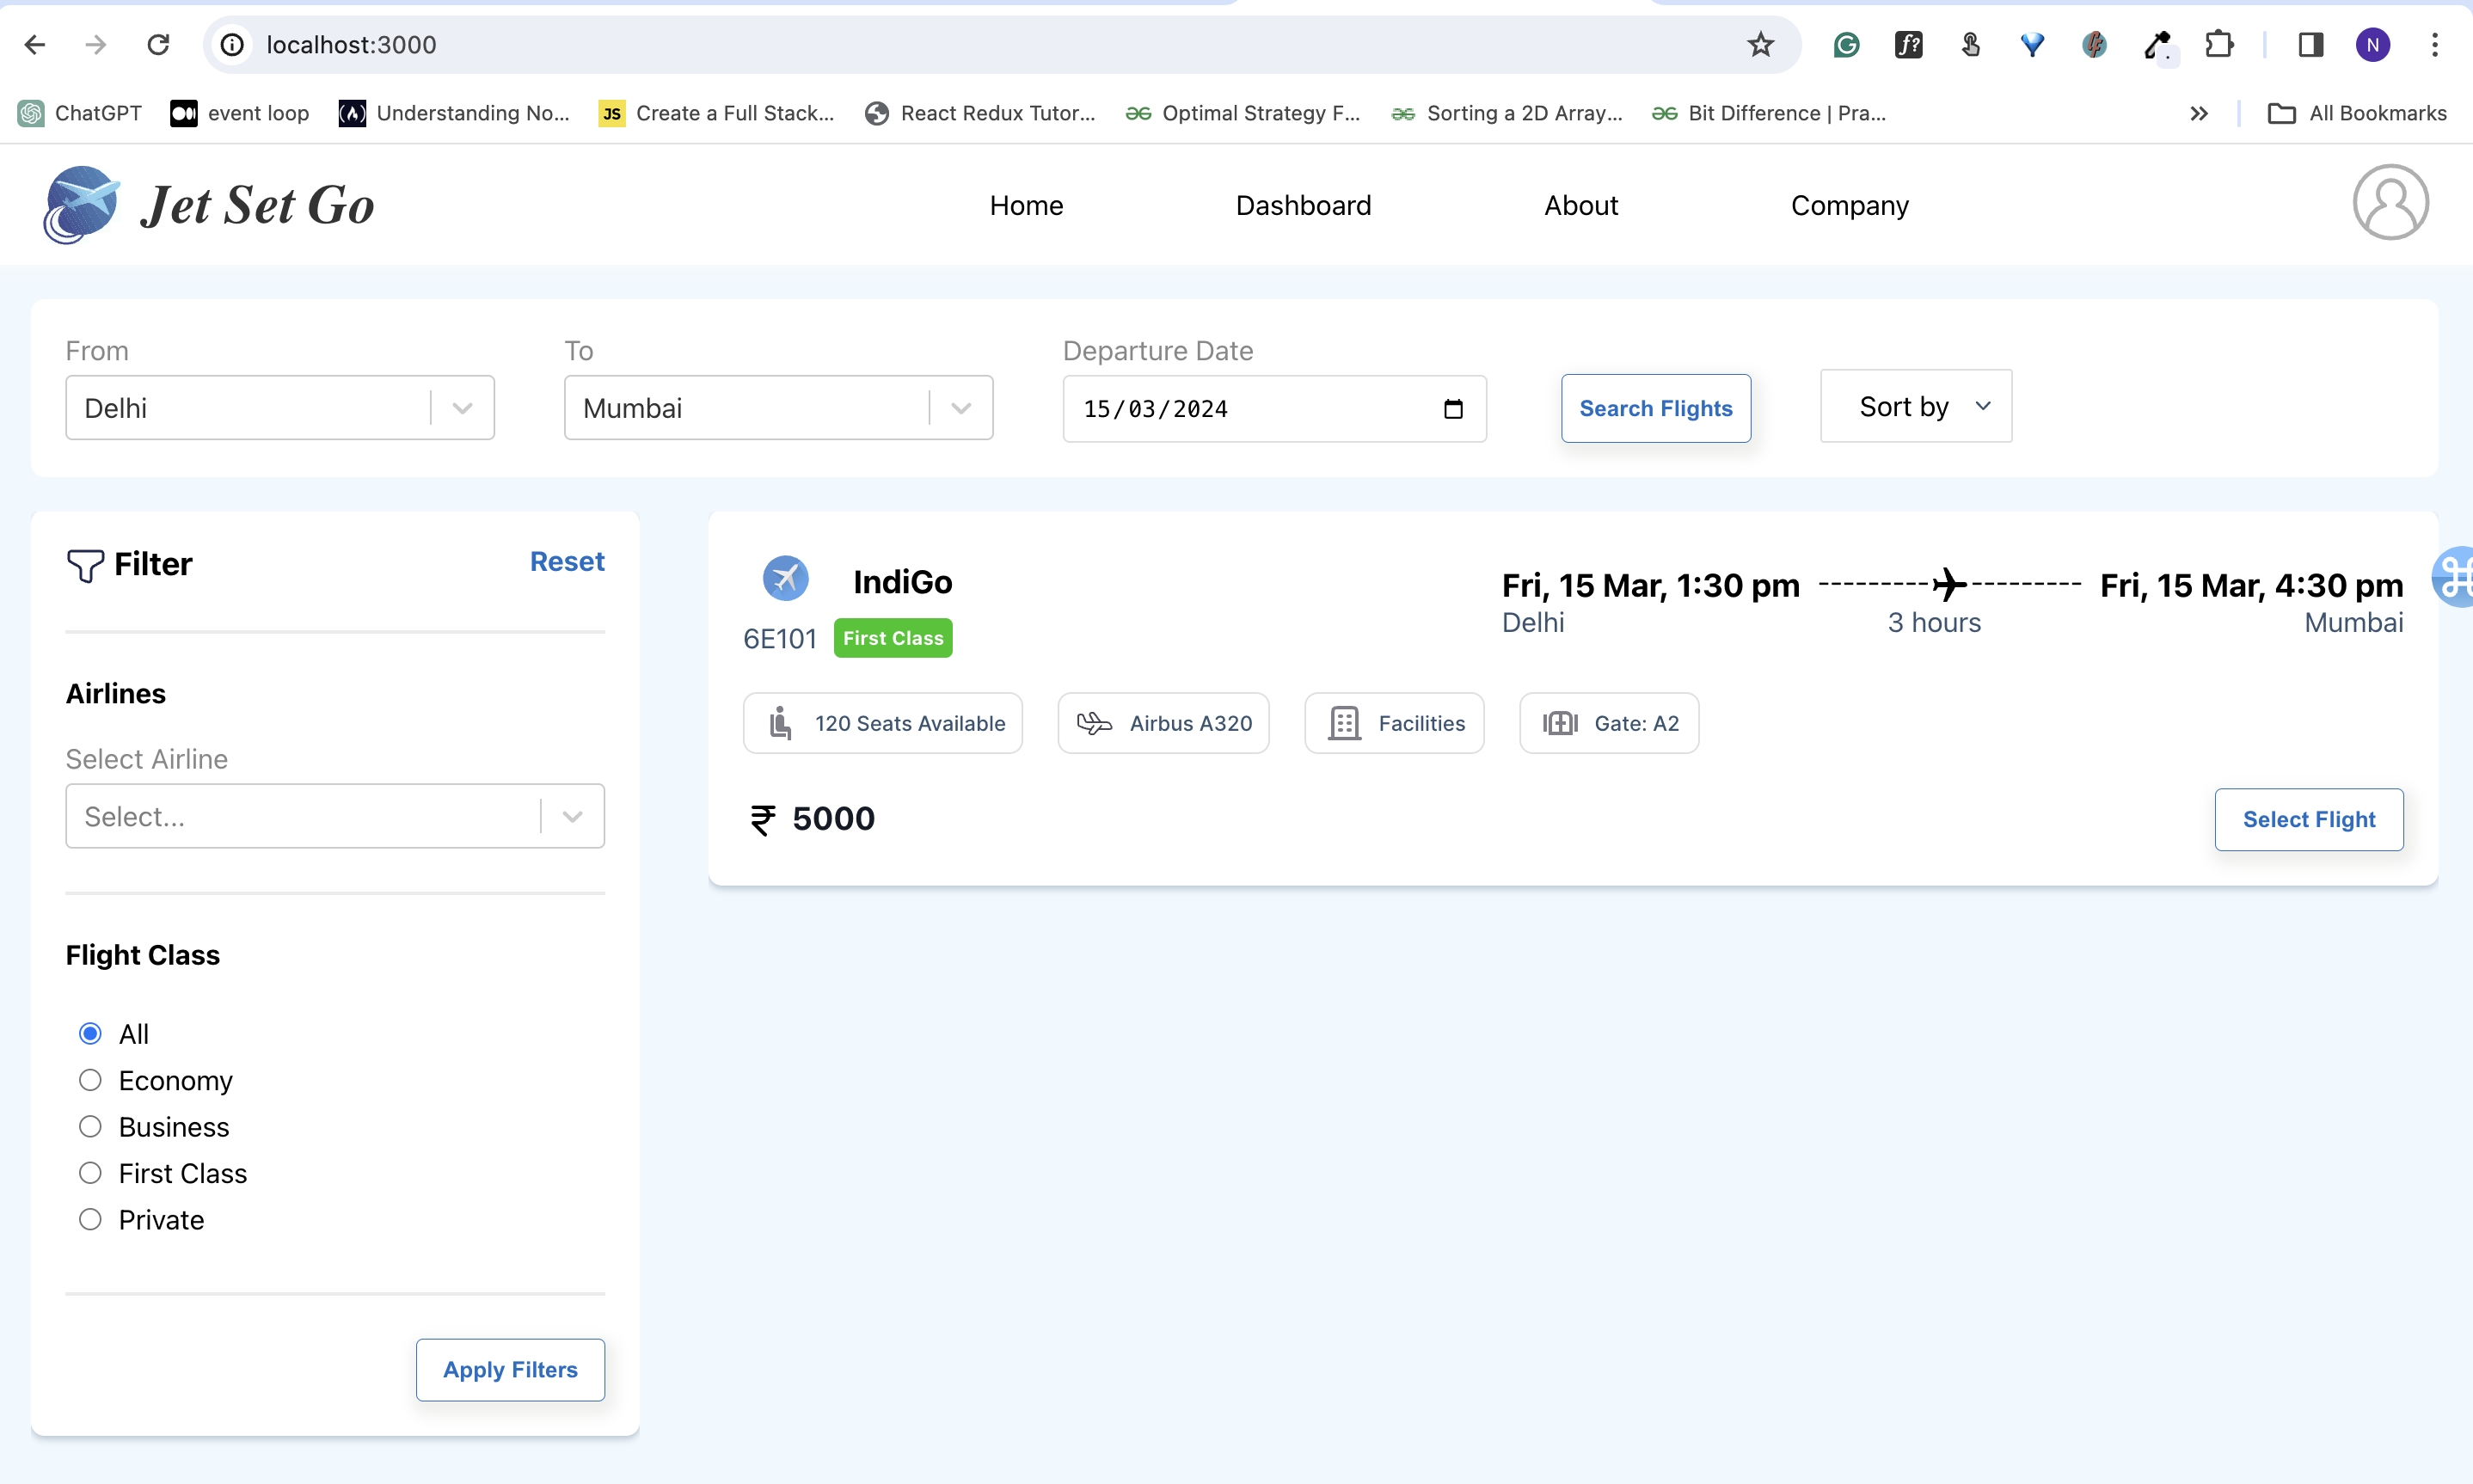 localhost:3000
ChatGPT event loop Understanding No... JS Create a Full Stack... React Redux Tutor... Optimal Strategy F... Sorting a 2D Array... Bit Difference | Pra... » All Bookmarks
Jet Set Go Home Dashboard About Company
From To Departure Date
Delhi Mumbai 15/03/2024 Search Flights Sort by
Filter Reset
Airlines
Select Airline
Select...
Flight Class
All
Economy
Business
First Class
Private
Apply Filters
IndiGo Fri, 15 Mar, 1:30 pm Fri, 15 Mar, 4:30 pm
6E101 First Class Delhi 3 hours Mumbai
120 Seats Available Airbus A320 Facilities Gate: A2
₹ 5000 Select Flight